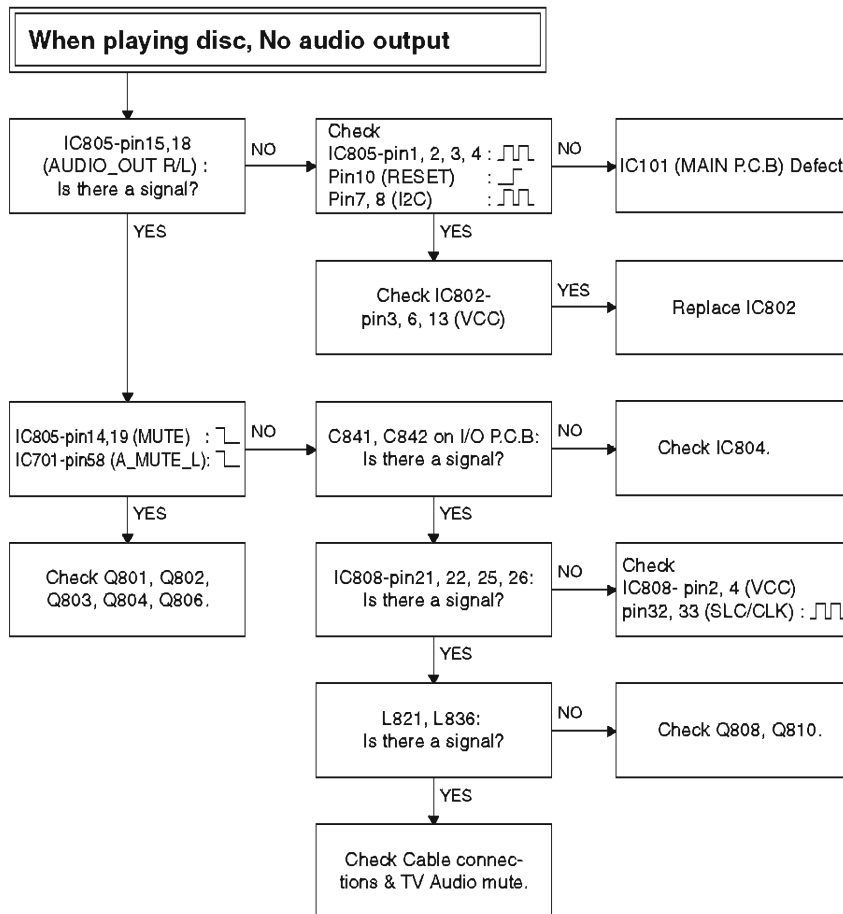 When playing disc, No audio output
IC805-pin15,18
(AUDIO_OUT R/L) :
Is there a signal?
NO
Check
IC805-pin1, 2, 3, 4 :
Pin10 (RESET) :
Pin7, 8 (I2C) :
NO
IC101 (MAIN P.C.B) Defect
YES
YES
Check IC802-
pin3, 6, 13 (VCC)
YES
Replace IC802
IC805-pin14,19 (MUTE) :
IC701-pin58 (A_MUTE_L):
NO
C841, C842 on I/O P.C.B:
Is there a signal?
NO
Check IC804.
YES
YES
Check Q801, Q802,
Q803, Q804, Q806.
IC808-pin21, 22, 25, 26:
Is there a signal?
NO
Check
IC808- pin2, 4 (VCC)
pin32, 33 (SLC/CLK) :
YES
L821, L836:
Is there a signal?
NO
Check Q808, Q810.
YES
Check Cable connec-
tions & TV Audio mute.